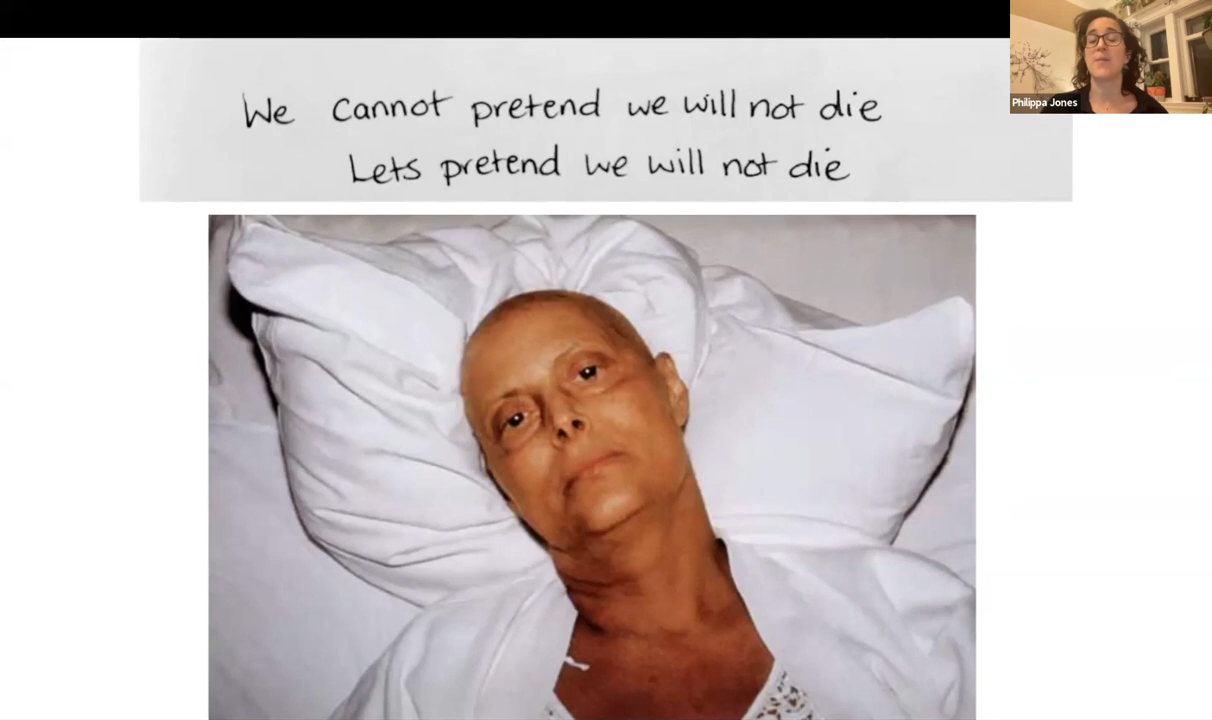 We cannot pretend we will not die
Lets pretend we will not die
Philippa Jones